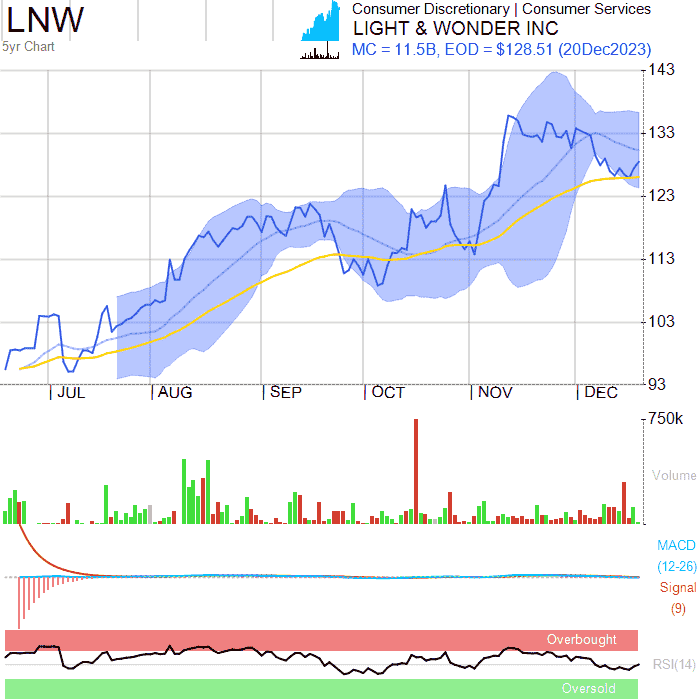 LNW
5yr Chart
Consumer Discretionary | Consumer Services
LIGHT & WONDER INC
MC = 11.5B, EOD = $128.51 (20Dec2023)
143
133
123
113
103
93
JUL AUG SEP OCT NOV DEC
750k
Volume
MACD
(12-26)
Signal
(9)
Overbought
RSI(14)
Oversold